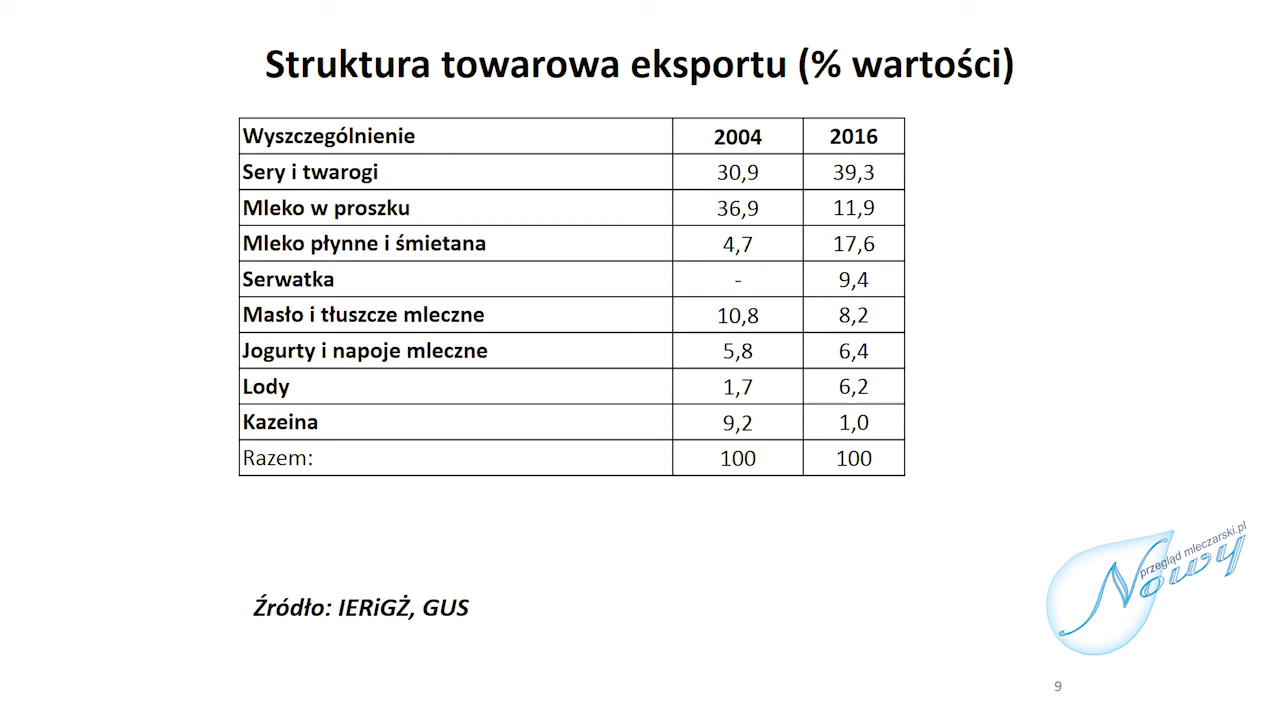 Struktura towarowa eksportu (% wartości)
Wyszczególnienie 2004 2016
Sery i twarogi 30,9 39,3
Mleko w proszku 36,9 11,9
Mleko płynne i śmietana 4,7 17,6
Serwatka - 9,4
Masło i tłuszcze mleczne 10,8 8,2
Jogurty i napoje mleczne 5,8 6,4
Lody 1,7 6,2
Kazeina 9,2 1,0
Razem: 100 100
Źródło: IERiGŻ, GUS
przegląd mleczarski.pl
Nowy
9